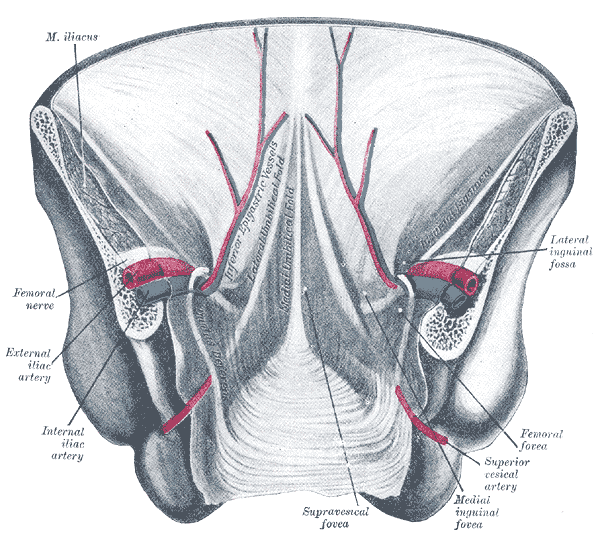 M. iliacus
Inferior Epigastric Vessels
Lateral Umbilical Fold
Middle Umbilical Fold
Lateral
inguinal
fossa
Femoral
nerve
External
iliac
artery
Internal
iliac
artery
Femoral
fovea
Superior
vesical
artery
Medial
inguinal
fovea
Supravesical
fovea